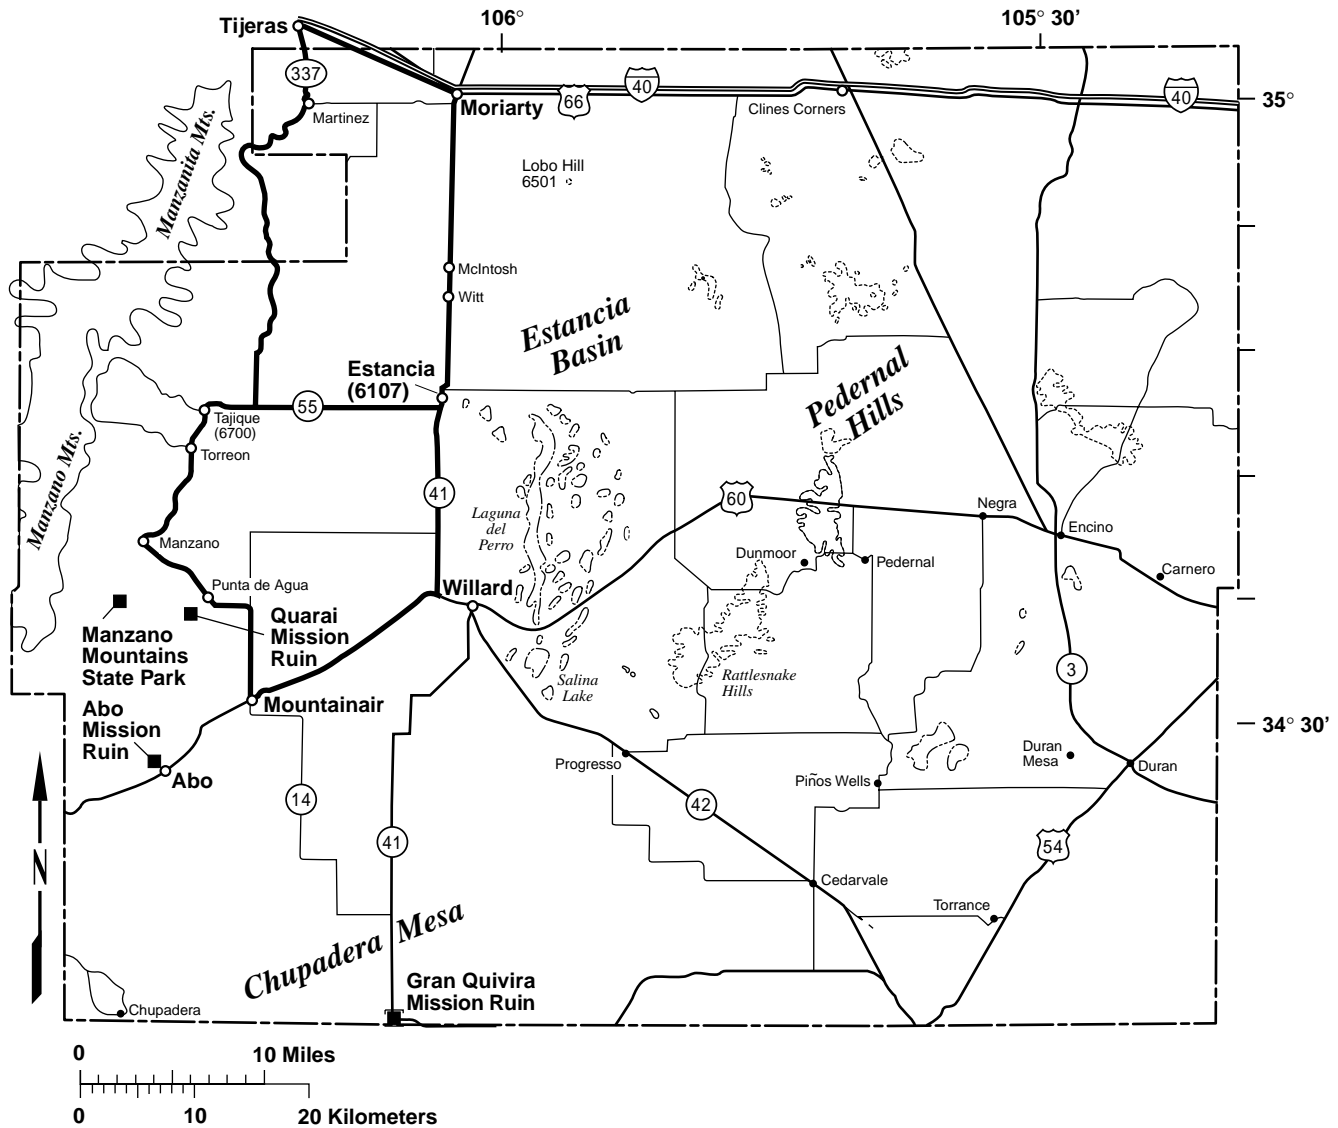 106°
105° 30’
Tijeras
337
Martinez
Moriarty
66
40
Clines Corners
40
35°
Manzanita Mts.
Lobo Hill
6501
McIntosh
Witt
Estancia
Basin
Estancia
(6107)
Pedernal
Hills
55
Tajique
(6700)
Torreon
Manzano Mts.
41
Laguna
del
Perro
60
Negra
Encino
Manzano
Dunmoor
Pedernal
Carnero
Punta de Agua
Willard
Quarai
Mission
Ruin
Manzano
Mountains
State Park
Salina
Lake
Rattlesnake
Hills
3
Mountainair
Abo
Mission
Ruin
34° 30’
Abo
Progresso
Duran
Mesa
Duran
Piños Wells
14
42
41
54
N
Cedarvale
Torrance
Chupadera Mesa
Gran Quivira
Mission Ruin
Chupadera
0 10 Miles
0 10 20 Kilometers